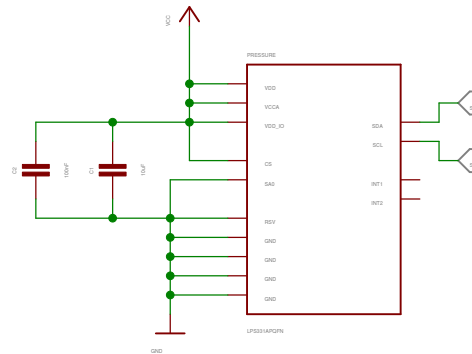 VCC
PRESSURE
VDD
VCCA
VDD_IO
CS
SA0
RSV
GND
GND
GND
GND
SDA
SCL
INT1
INT2
C2
100nF
C1
10uF
LPS331APQPN
GND